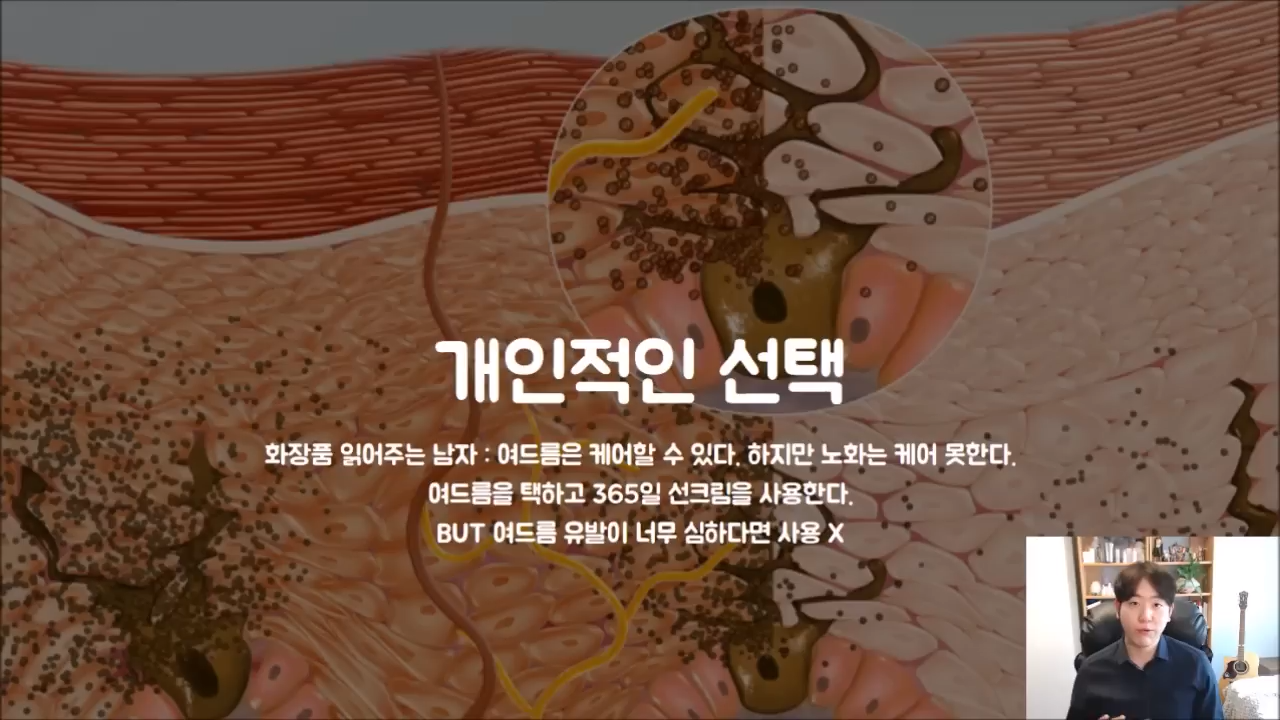 개인적인 선택
화장품 읽어주는 남자 : 여드름은 케어할 수 있다. 하지만 노화는 케어 못한다.
여드름을 택하고 365일 선크림을 사용한다.
BUT 여드름 유발이 너무 심하다면 사용 X